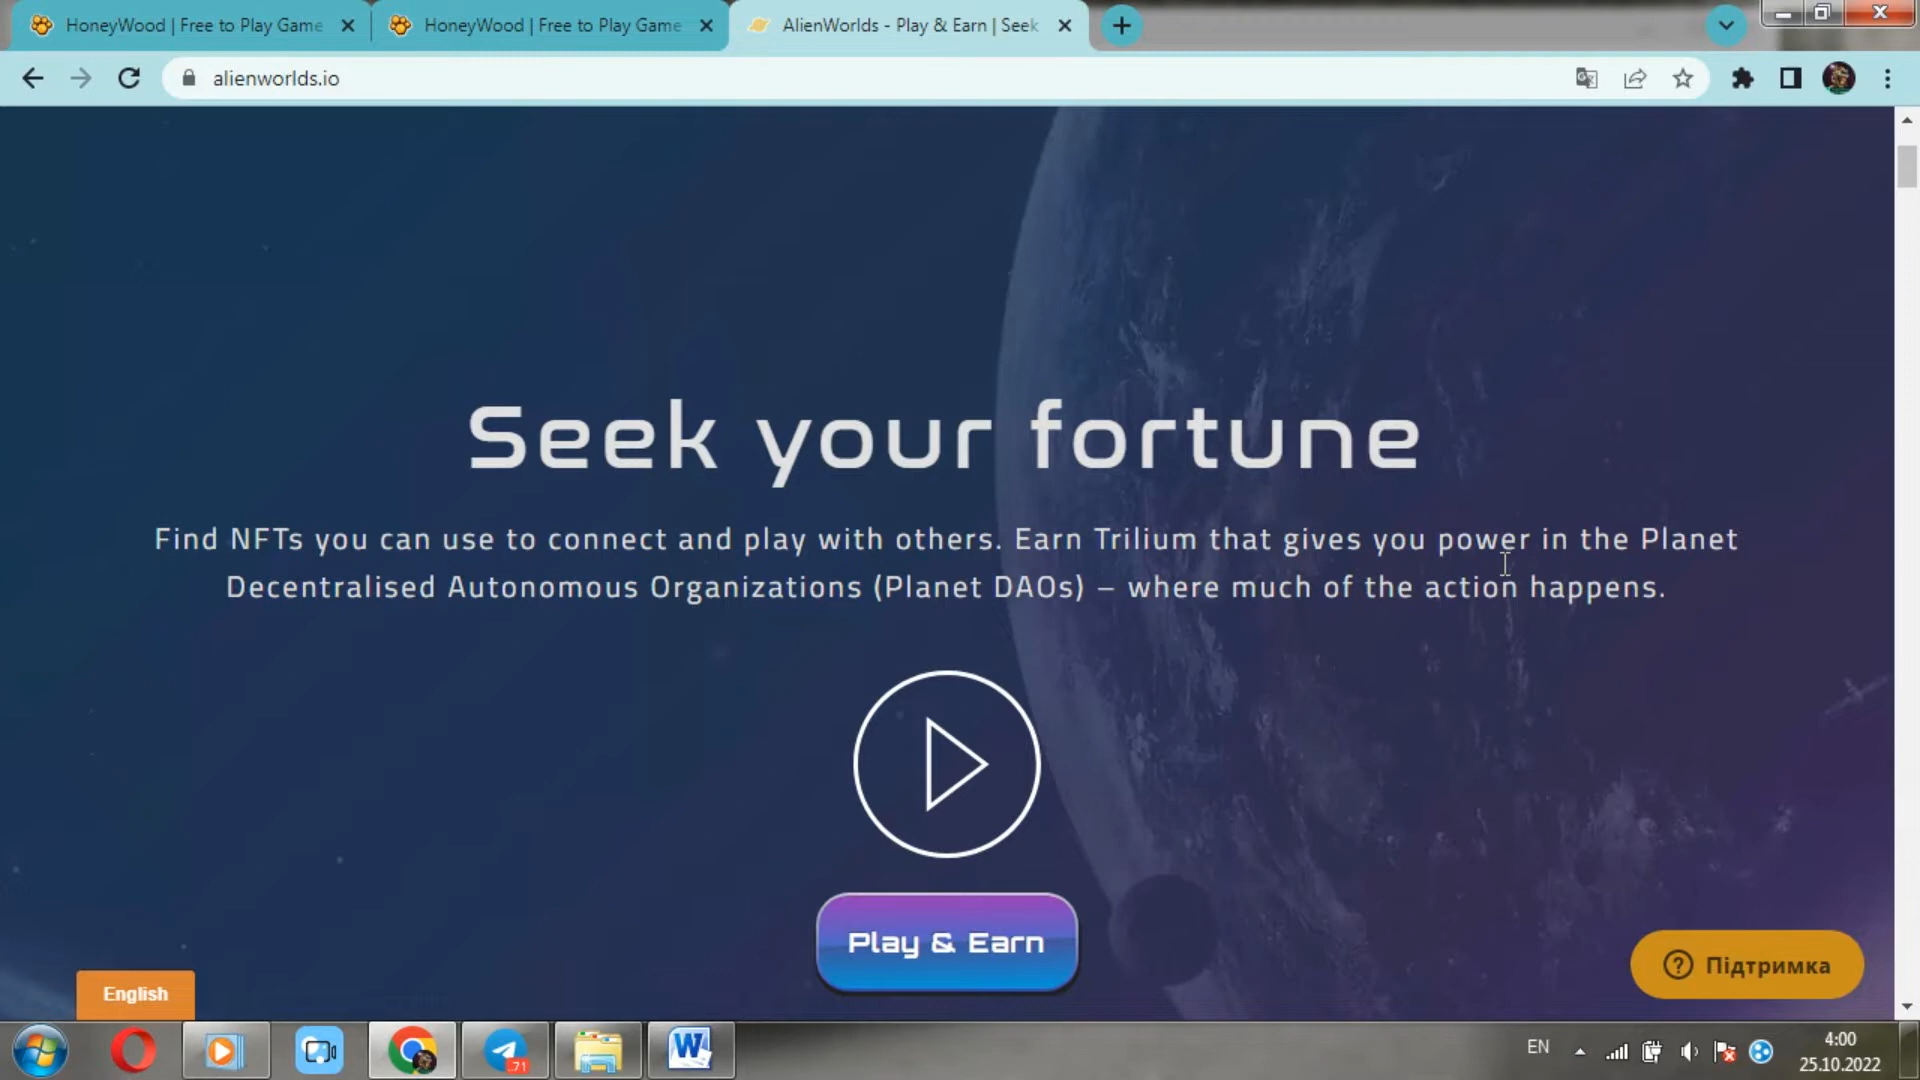 HoneyWood | Free to Play Game
HoneyWood | Free to Play Game
AlienWorlds - Play & Earn | Seek
alienworlds.io
Seek your fortune
Find NFTs you can use to connect and play with others. Earn Trilium that gives you power in the Planet
Decentralised Autonomous Organizations (Planet DAOs) – where much of the action happens.
Play & Earn
English
Підтримка
71
W
EN
4:00
25.10.2022